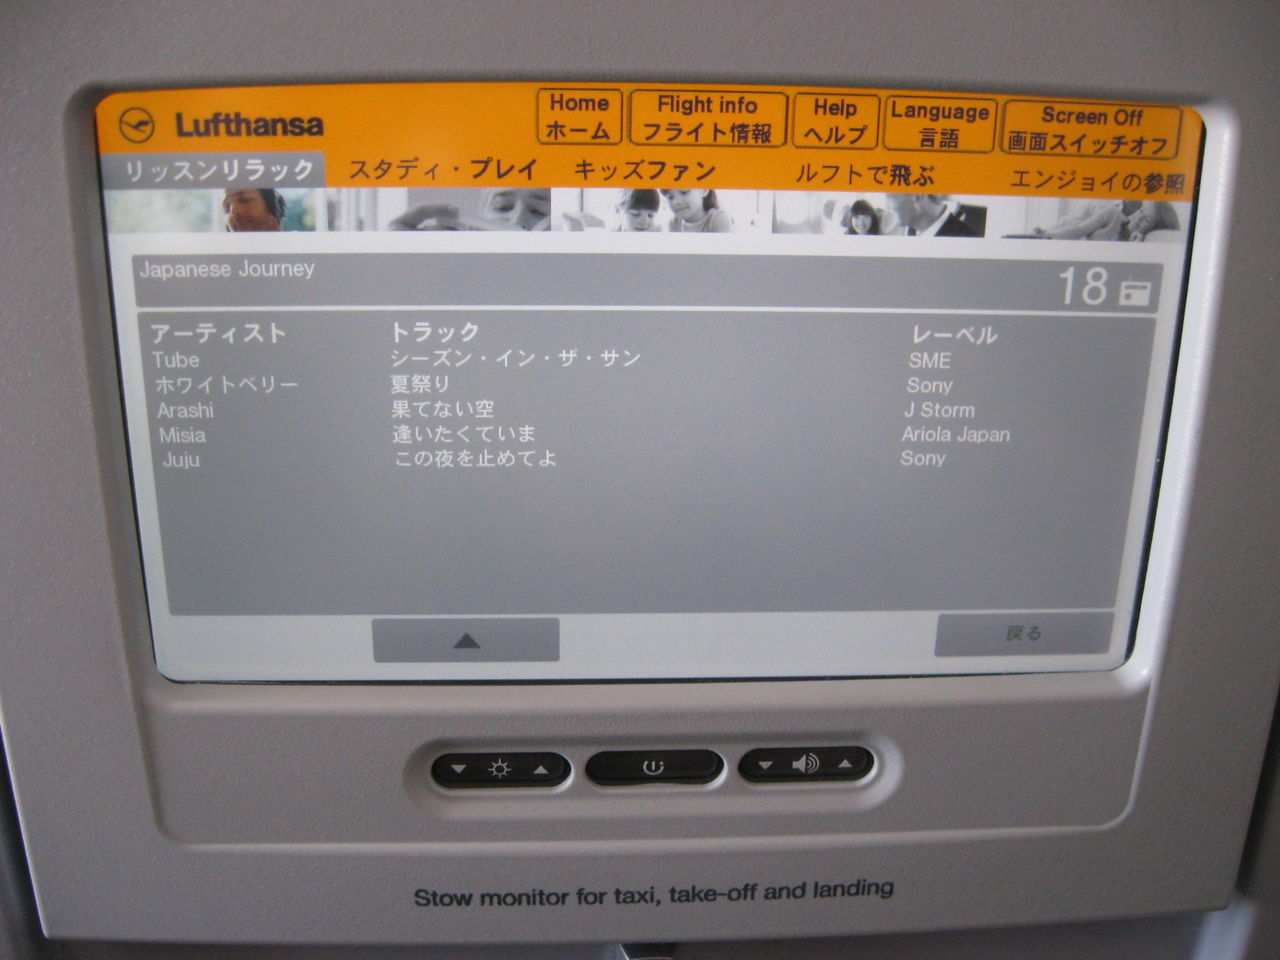 Lufthansa
Home
ホーム
Flight info
フライト情報
Help
ヘルプ
Language
言語
Screen Off
画面スイッチオフ
リッスンリラック スタディ・プレイ キッズファン ルフトで飛ぶ エンジョイの参照
Japanese Journey 18
アーティスト トラック レーベル
Tube シーズン・イン・ザ・サン SME
ホワイトベリー 夏祭り Sony
Arashi 果てない空 J Storm
Misia 逢いたくていま Ariola Japan
Juju この夜を止めてよ Sony
戻る
Stow monitor for taxi, take-off and landing